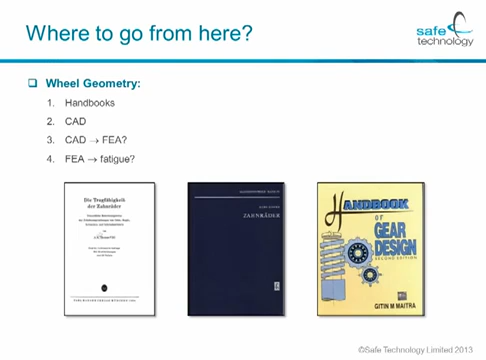 Where to go from here?
safe
technology
Wheel Geometry:
1. Handbooks
2. CAD
3. CAD → FEA?
4. FEA → fatigue?
Die Tragfähigkeit
der Zahnräder
ZAHNRÄDER
HANDBOOK
OF
GEAR
DESIGN
SECOND EDITION
GITIN M MAITRA
©Safe Technology Limited 2013